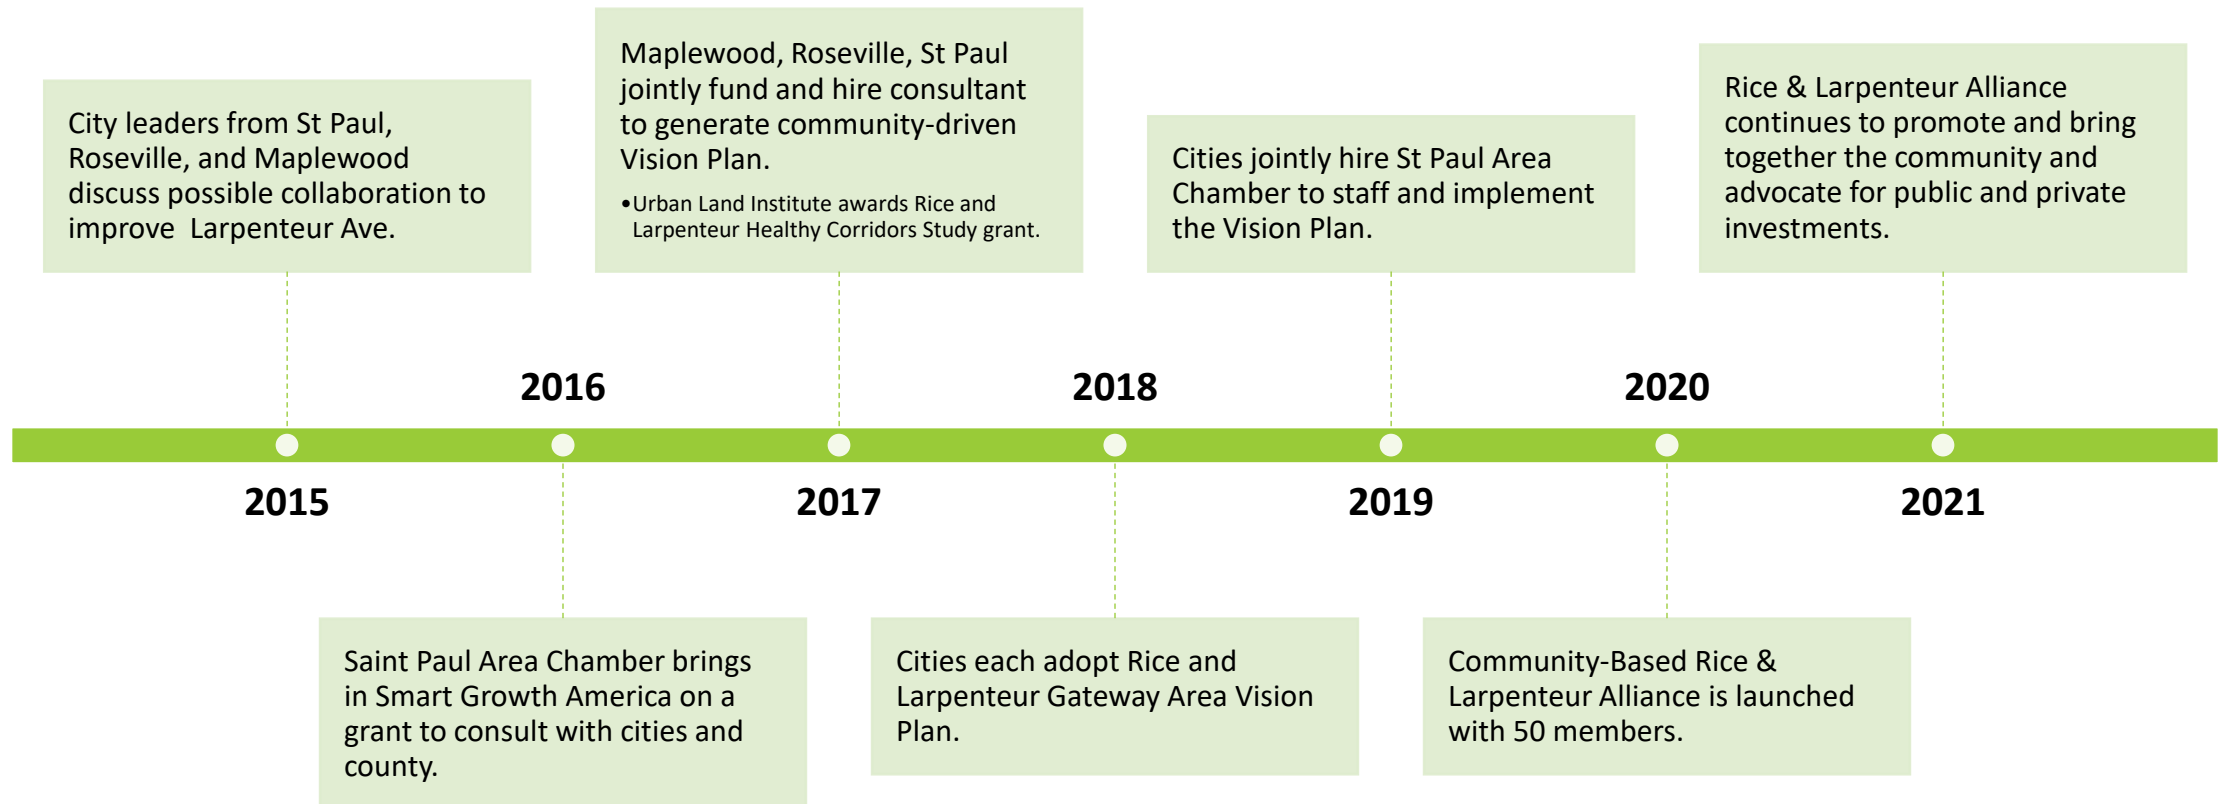 City leaders from St Paul,
Roseville, and Maplewood
discuss possible collaboration to
improve  Larpenteur Ave.
Maplewood, Roseville, St Paul
jointly fund and hire consultant
to generate community-driven
Vision Plan.
•Urban Land Institute awards Rice and
Larpenteur Healthy Corridors Study grant.
Cities jointly hire St Paul Area
Chamber to staff and implement
the Vision Plan.
Rice & Larpenteur Alliance
continues to promote and bring
together the community and
advocate for public and private
investments.
2016
2018
2020
2015
2017
2019
2021
Saint Paul Area Chamber brings
in Smart Growth America on a
grant to consult with cities and
county.
Cities each adopt Rice and
Larpenteur Gateway Area Vision
Plan.
Community-Based Rice &
Larpenteur Alliance is launched
with 50 members.